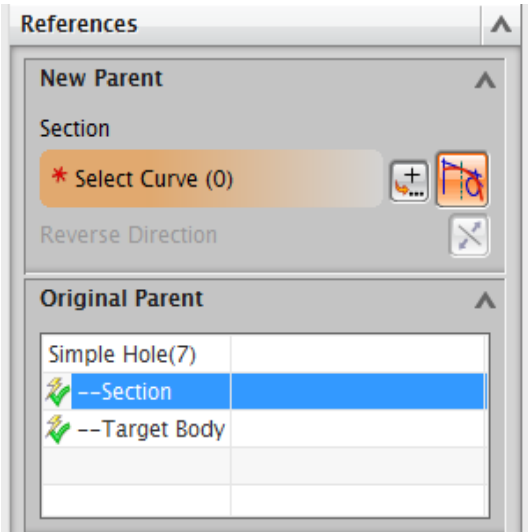 References
New Parent
Section
* Select Curve (0)
Reverse Direction
Original Parent
Simple Hole(7)
--Section
--Target Body